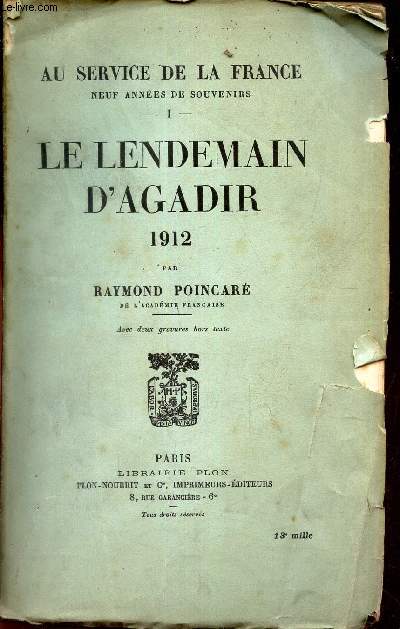 © Le-livre.com
AU SERVICE DE LA FRANCE
NEUF ANNÉES DE SOUVENIRS
I —
LE LENDEMAIN
D'AGADIR
1912
PAR
RAYMOND POINCARÉ
DE L'ACADÉMIE FRANÇAISE
Avec deux gravures hors texte
PARIS
LIBRAIRIE PLON
PLON-NOURRIT ET Cie, IMPRIMEURS-ÉDITEURS
8, RUE GARANCIÈRE - 6e
Tous droits réservés
13e mille